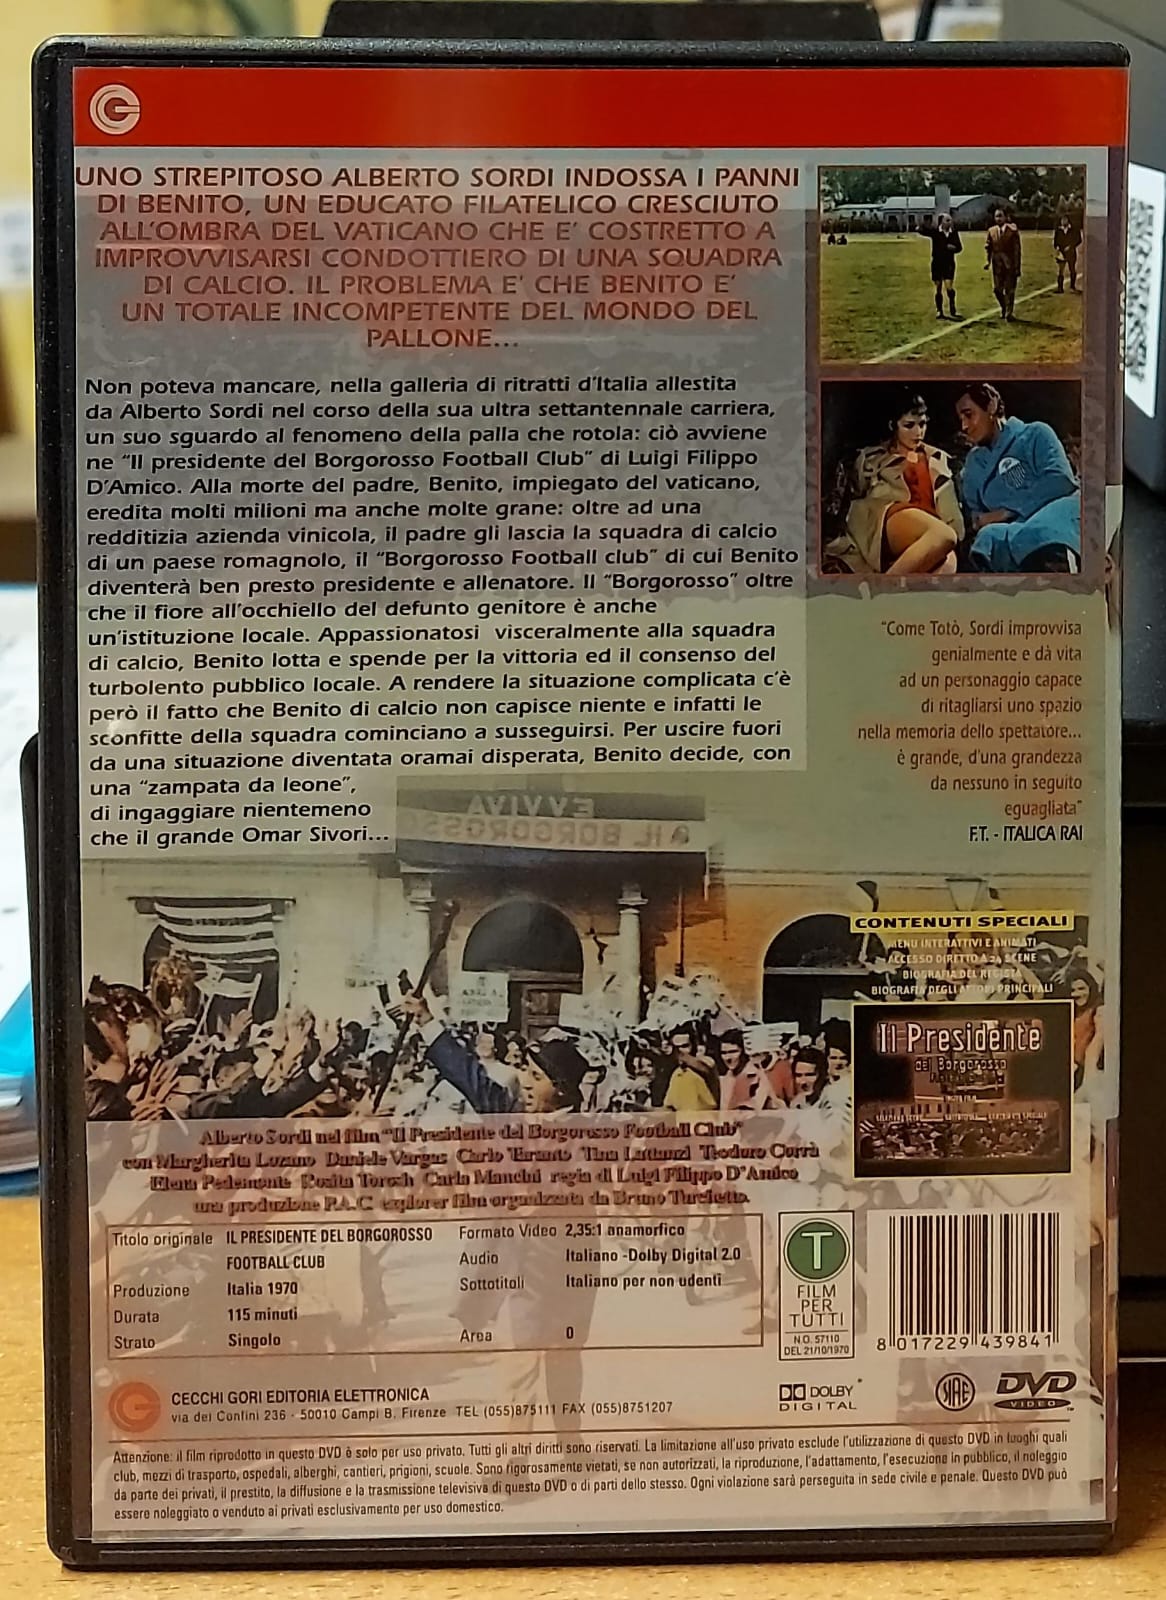 UNO STREPITOSO ALBERTO SORDI INDOSSA I PANNI
DI BENITO, UN EDUCATO FILATELICO CRESCIUTO
ALL'OMBRA DEL VATICANO CHE E' COSTRETTO A
IMPROVVISARSI CONDOTTIERO DI UNA SQUADRA
DI CALCIO. IL PROBLEMA E' CHE BENITO E'
UN TOTALE INCOMPETENTE DEL MONDO DEL
PALLONE...
Non poteva mancare, nella galleria di ritratti d'Italia allestita
da Alberto Sordi nel corso della sua ultra settantennale carriera,
un suo sguardo al fenomeno della palla che rotola: ciò avviene
ne "Il presidente del Borgorosso Football Club" di Luigi Filippo
D'Amico. Alla morte del padre, Benito, impiegato del vaticano,
eredita molti milioni ma anche molte grane: oltre ad una
redditizia azienda vinicola, il padre gli lascia la squadra di calcio
di un paese romagnolo, il "Borgorosso Football club" di cui Benito
diventerà ben presto presidente e allenatore. Il "Borgorosso" oltre
che il fiore all'occhiello del defunto genitore è anche
un'istituzione locale. Appassionatosi visceralmente alla squadra
di calcio, Benito lotta e spende per la vittoria ed il consenso del
turbolento pubblico locale. A rendere la situazione complicata c'è
però il fatto che Benito di calcio non capisce niente e infatti le
sconfitte della squadra cominciano a susseguirsi. Per uscire fuori
da una situazione diventata oramai disperata, Benito decide, con
una "zampata da leone",
di ingaggiare nientemeno
che il grande Omar Sivori...
"Come Totò, Sordi improvvisa
genialmente e dà vita
ad un personaggio capace
di ritagliarsi uno spazio
nella memoria dello spettatore...
è grande, d'una grandezza
da nessuno in seguito
eguagliata"
F.T. - ITALICA RAI
EVVIVA
IL BORGOROSSO
CONTENUTI SPECIALI
MENU INTERATTIVI E ANIMATI
ACCESSO DIRETTO A 24 SCENE
BIOGRAFIA DEL REGISTA
BIOGRAFIA DEGLI ATTORI PRINCIPALI
Il Presidente
del Borgorosso
Alberto Sordi nel film "Il Presidente del Borgorosso Football Club"
con Margherita Lozano Daniele Vargas Carlo Taranto Tina Lattanzi Teodoro Corrà
Elena Pedemonte Rosita Torosh Carla Mancini regia di Luigi Filippo D'Amico
una produzione P.A.C. explorer film organizzata da Bruno Turchetto.
Titolo originale IL PRESIDENTE DEL BORGOROSSO
FOOTBALL CLUB
Produzione Italia 1970
Durata 115 minuti
Strato Singolo
Formato Video 2,35:1 anamorfico
Audio Italiano -Dolby Digital 2.0
Sottotitoli Italiano per non udenti
Area 0
T
FILM
PER
TUTTI
N.O. 57110
DEL 21/10/1970
8 017229 439841
CECCHI GORI EDITORIA ELETTRONICA
via dei Confini 236 - 50010 Campi B. Firenze TEL (055)875111 FAX (055)8751207
DOLBY
DIGITAL
SIAE
DVD
VIDEO
Attenzione: il film riprodotto in questo DVD è solo per uso privato. Tutti gli altri diritti sono riservati. La limitazione all'uso privato esclude l'utilizzazione di questo DVD in luoghi quali
club, mezzi di trasporto, ospedali, alberghi, cantieri, prigioni, scuole. Sono rigorosamente vietati, se non autorizzati, la riproduzione, l'adattamento, l'esecuzione in pubblico, il noleggio
da parte dei privati, il prestito, la diffusione e la trasmissione televisiva di questo DVD o di parti dello stesso. Ogni violazione sarà perseguita in sede civile e penale. Questo DVD può
essere noleggiato o venduto ai privati esclusivamente per uso domestico.